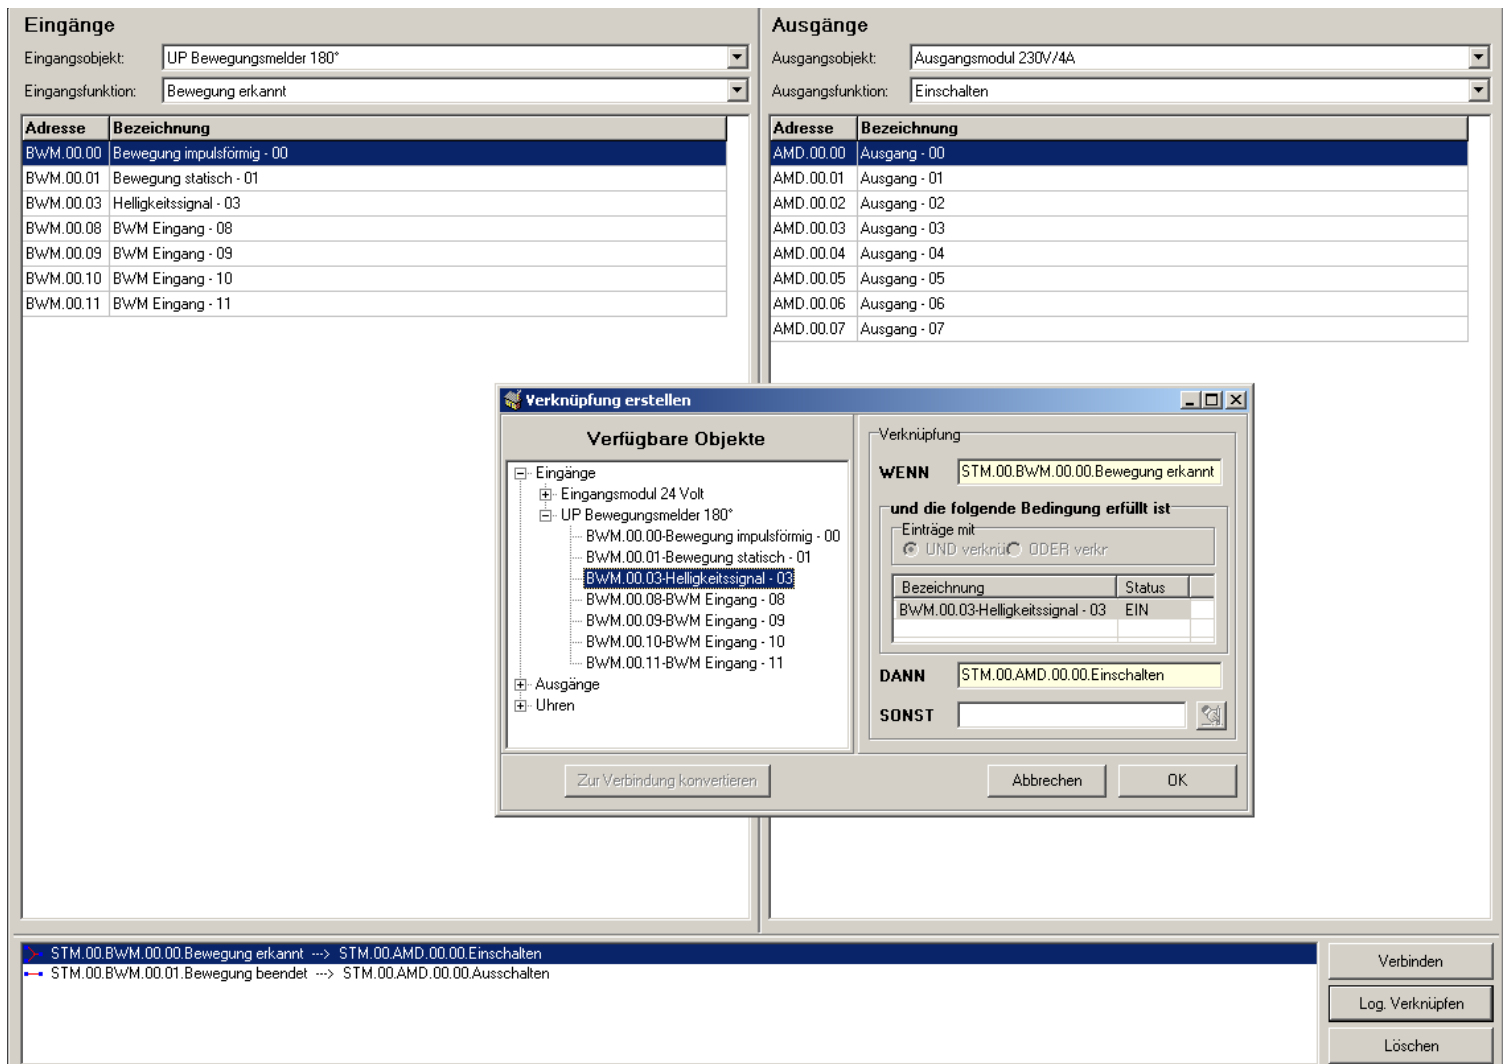 Eingänge
Eingangsobjekt: UP Bewegungsmelder 180°
Eingangsfunktion: Bewegung erkannt
Adresse Bezeichnung
BWM.00.00 Bewegung impulsförmig - 00
BWM.00.01 Bewegung statisch - 01
BWM.00.03 Helligkeitssignal - 03
BWM.00.08 BWM Eingang - 08
BWM.00.09 BWM Eingang - 09
BWM.00.10 BWM Eingang - 10
BWM.00.11 BWM Eingang - 11
Ausgänge
Ausgangsobjekt: Ausgangsmodul 230V/4A
Ausgangsfunktion: Einschalten
Adresse Bezeichnung
AMD.00.00 Ausgang - 00
AMD.00.01 Ausgang - 01
AMD.00.02 Ausgang - 02
AMD.00.03 Ausgang - 03
AMD.00.04 Ausgang - 04
AMD.00.05 Ausgang - 05
AMD.00.06 Ausgang - 06
AMD.00.07 Ausgang - 07
Verknüpfung erstellen
Verfügbare Objekte
Eingänge
Eingangsmodul 24 Volt
UP Bewegungsmelder 180°
BWM.00.00-Bewegung impulsförmig - 00
BWM.00.01-Bewegung statisch - 01
BWM.00.03-Helligkeitssignal - 03
BWM.00.08-BWM Eingang - 08
BWM.00.09-BWM Eingang - 09
BWM.00.10-BWM Eingang - 10
BWM.00.11-BWM Eingang - 11
Ausgänge
Uhren
Verknüpfung
WENN STM.00.BWM.00.00.Bewegung erkannt
und die folgende Bedingung erfüllt ist
Einträge mit
UND verknü ODER verkr
Bezeichnung Status
BWM.00.03-Helligkeitssignal - 03 EIN
DANN STM.00.AMD.00.00.Einschalten
SONST
Zur Verbindung konvertieren
Abbrechen
OK
STM.00.BWM.00.00.Bewegung erkannt ---> STM.00.AMD.00.00.Einschalten
STM.00.BWM.00.01.Bewegung beendet ---> STM.00.AMD.00.00.Ausschalten
Verbinden
Log. Verknüpfen
Löschen